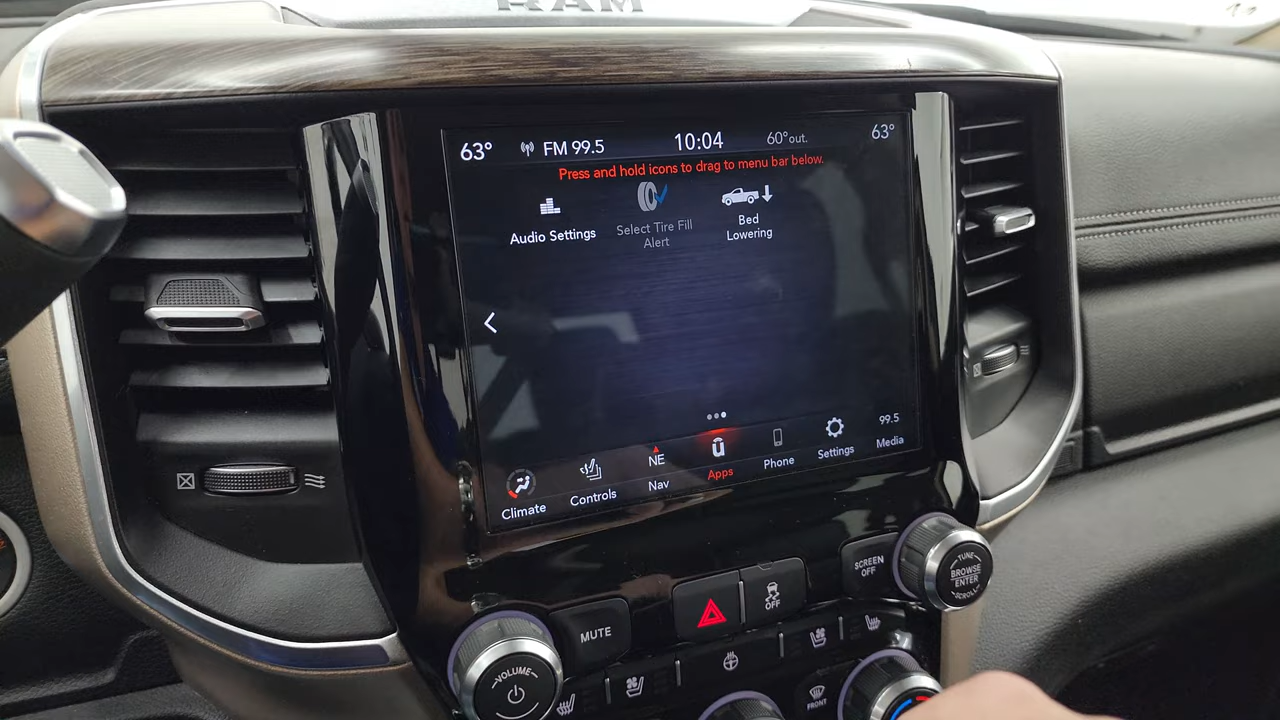 RAM
63° FM 99.5 10:04 60°out. 63°
Press and hold icons to drag to menu bar below.
Audio Settings
Select Tire Fill
Alert
Bed
Lowering
NE
99.5
Climate
Controls
Nav
Apps
Phone
Settings
Media
SCREEN
OFF
TUNE
BROWSE
ENTER
SCROLL
OFF
MUTE
VOLUME
FRONT